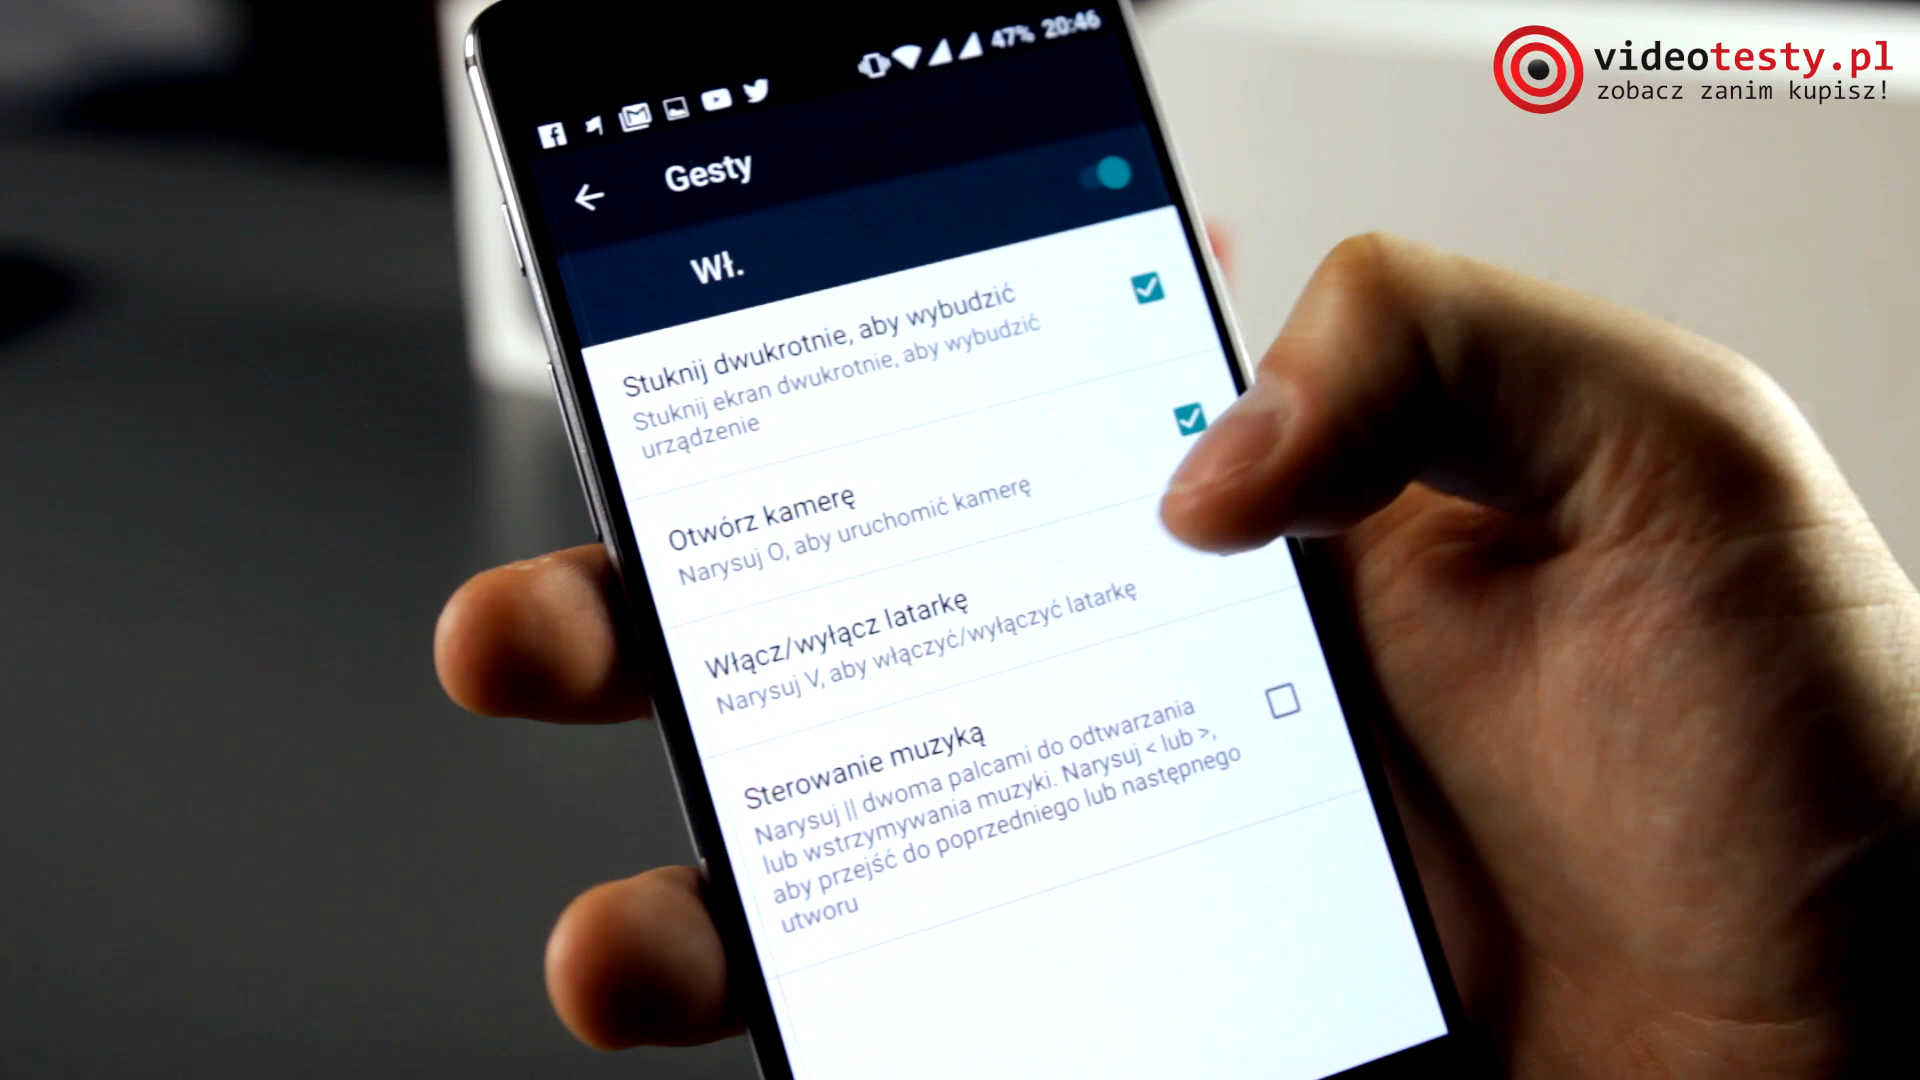 videotesty.pl
zobacz zanim kupisz!
47% 20:46
Gesty
Wł.
Stuknij dwukrotnie, aby wybudzić
Stuknij ekran dwukrotnie, aby wybudzić
urządzenie
Otwórz kamerę
Narysuj O, aby uruchomić kamerę
Włącz/wyłącz latarkę
Narysuj V, aby włączyć/wyłączyć latarkę
Sterowanie muzyką
Narysuj || dwoma palcami do odtwarzania
lub wstrzymywania muzyki. Narysuj < lub >,
aby przejść do poprzedniego lub następnego
utworu